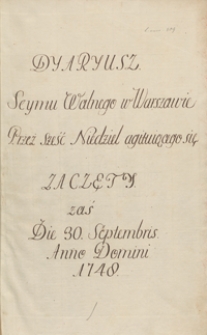 DYARYUSZ
Seymu Walnego w Warszawie
Przez sześć Niedziel agituiącego się
ZACZĘTY
zaś
Die 30. Septembris
Anno Domini
1748.